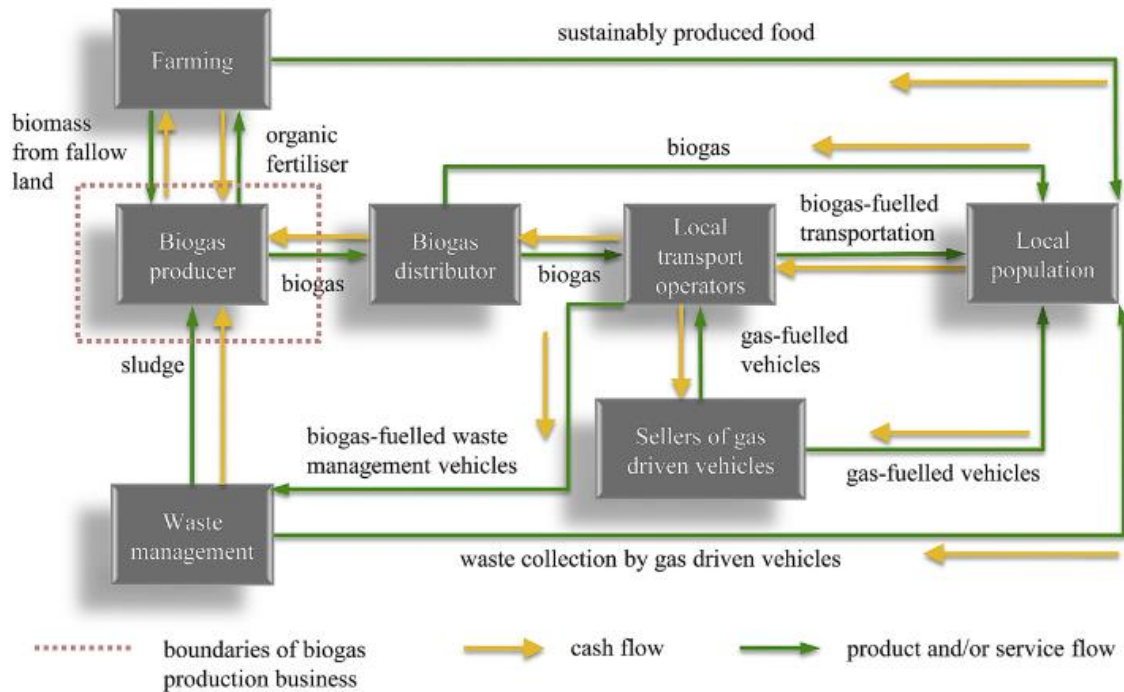 sustainably produced food
Farming
biomass
from fallow
land
organic
fertiliser
biogas
biogas-fuelled
transportation
Biogas
producer
biogas
Biogas
distributor
biogas
Local
transport
operators
Local
population
sludge
gas-fuelled
vehicles
biogas-fuelled waste
management vehicles
Sellers of gas
driven vehicles
gas-fuelled vehicles
Waste
management
waste collection by gas driven vehicles
boundaries of biogas
production business
cash flow
product and/or service flow